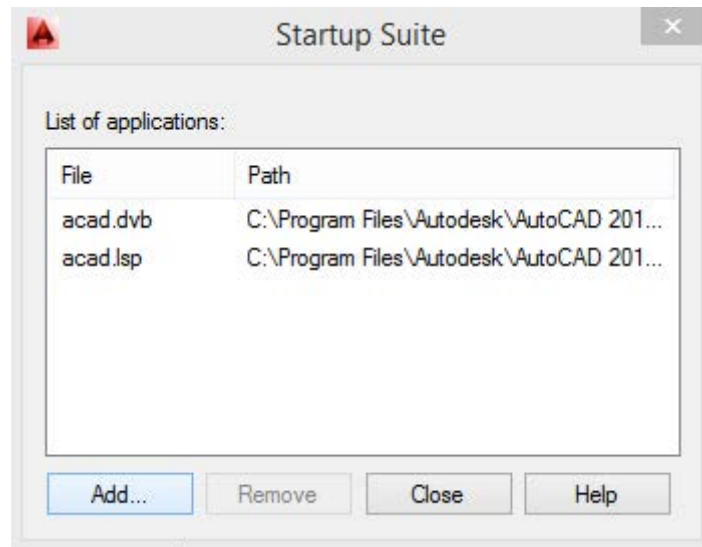 Startup Suite
List of applications:
File Path
acad.dvb C:\Program Files\Autodesk\AutoCAD 201...
acad.lsp C:\Program Files\Autodesk\AutoCAD 201...
Add... Remove Close Help